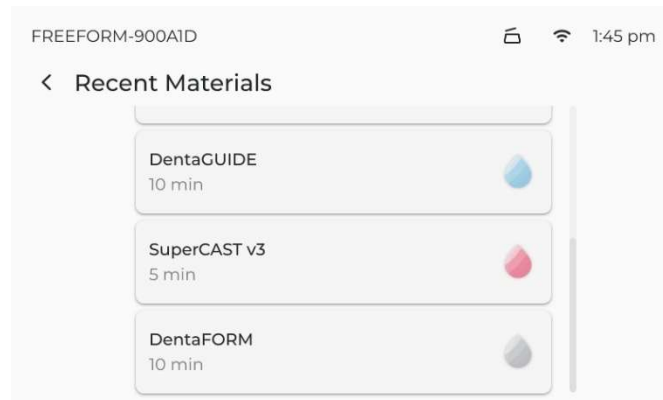 FREEFORM-900A1D 1:45 pm
Recent Materials
DentaGUIDE
10 min
SuperCAST v3
5 min
DentaFORM
10 min